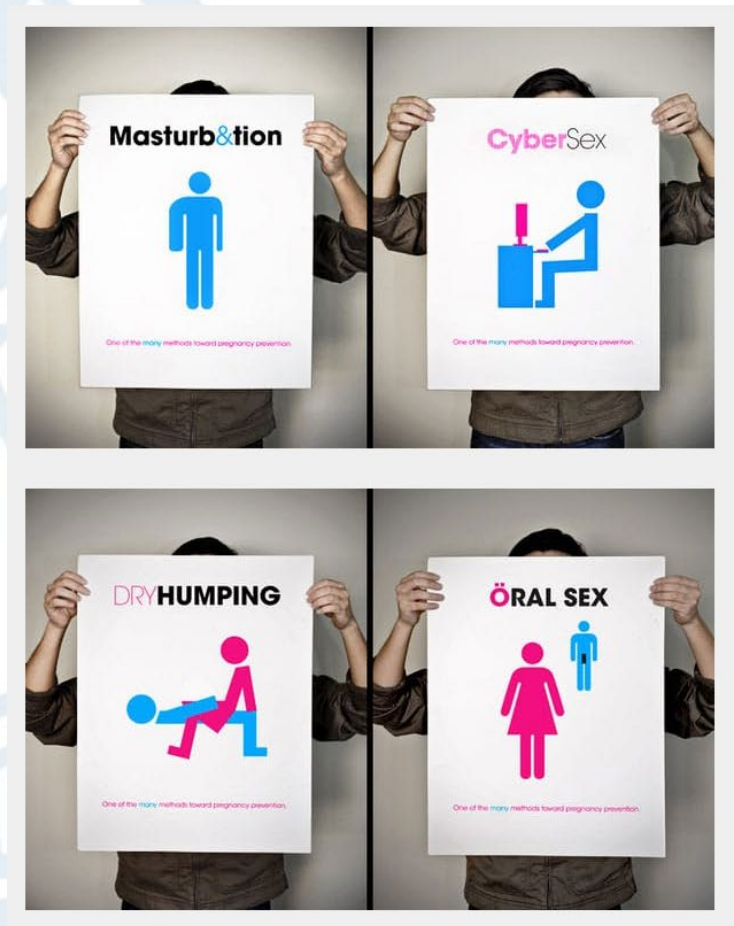 Masturb&tion
One of the many methods toward pregnancy prevention.
CyberSex
One of the many methods toward pregnancy prevention.
DRYHUMPING
One of the many methods toward pregnancy prevention.
ÖRAL SEX
One of the many methods toward pregnancy prevention.